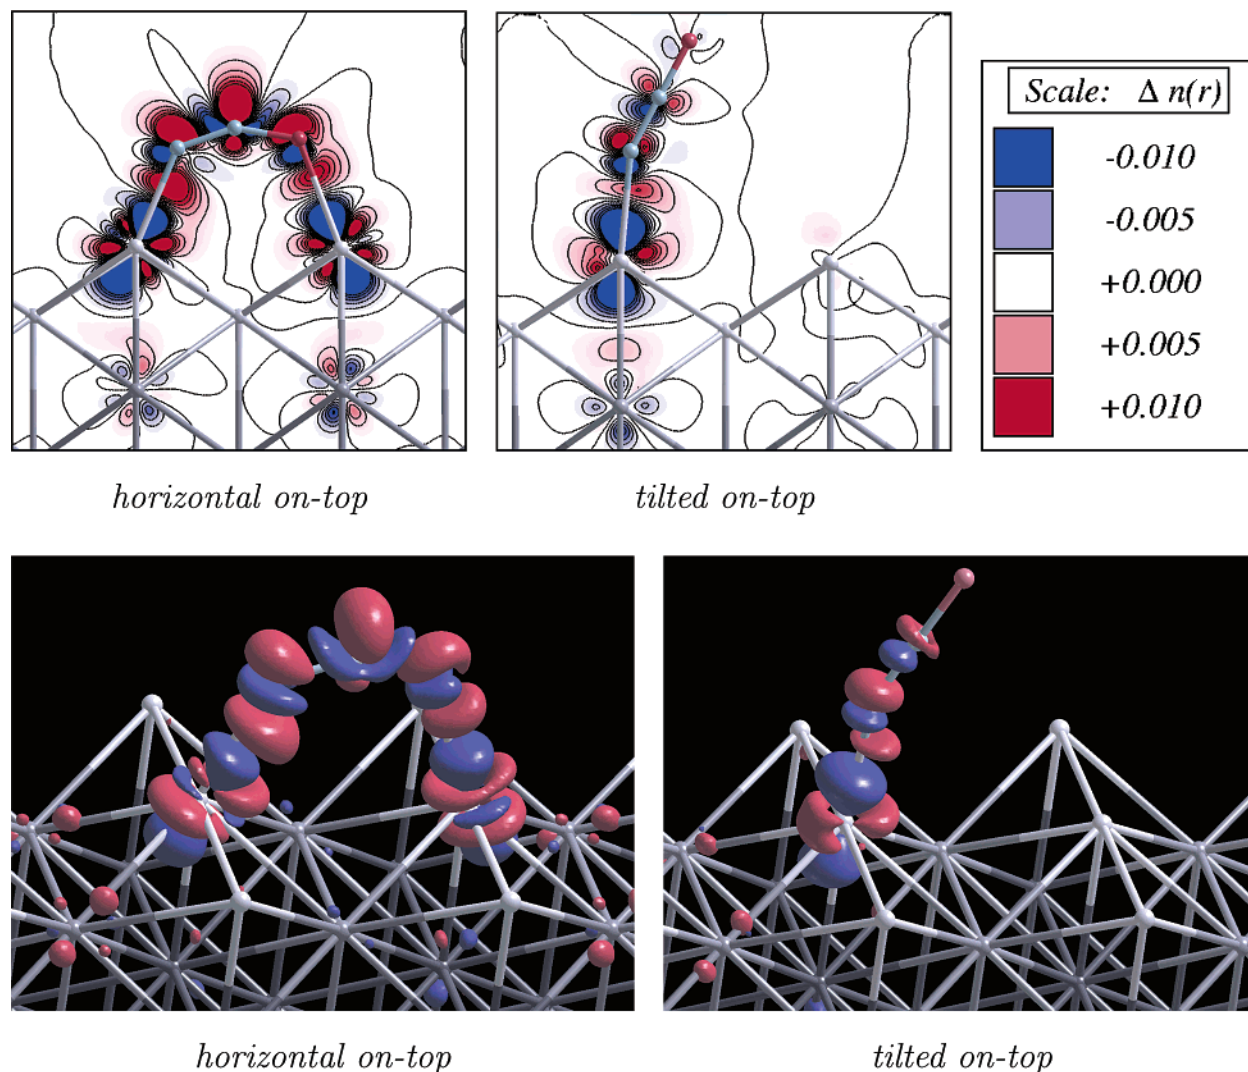 Scale: Δ n(r)
-0.010
-0.005
+0.000
+0.005
+0.010
horizontal on-top
tilted on-top
horizontal on-top
tilted on-top